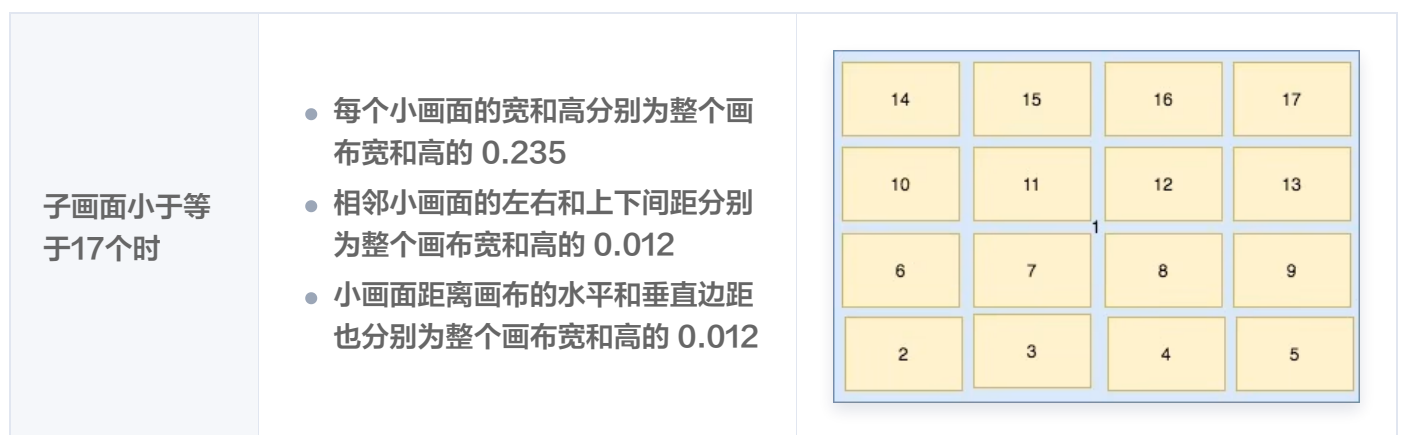 子画面小于等
于17个时
每个小画面的宽和高分别为整个画
布宽和高的 0.235
相邻小画面的左右和上下间距分别
为整个画布宽和高的 0.012
小画面距离画布的水平和垂直边距
也分别为整个画布宽和高的 0.012
14 15 16 17
10 11 12 13
1
6 7 8 9
2 3 4 5